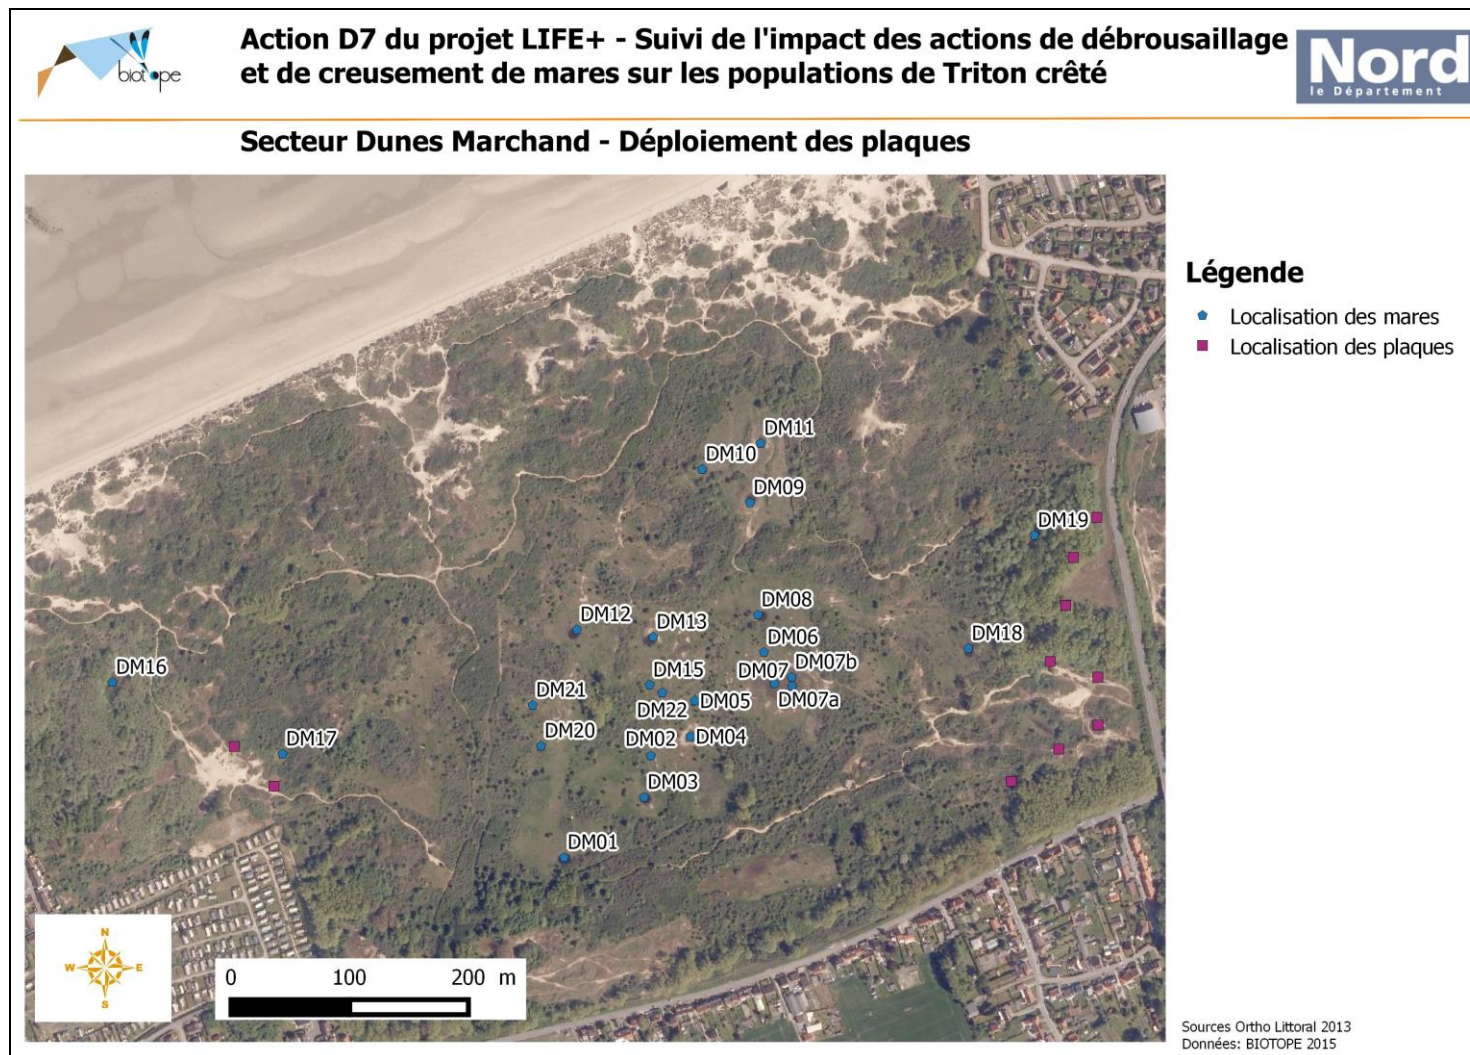 Action D7 du projet LIFE+ - Suivi de l'impact des actions de débrousaillage
et de creusement de mares sur les populations de Triton crêté
biotope
Nord
le Département
Secteur Dunes Marchand - Déploiement des plaques
Légende
Localisation des mares
Localisation des plaques
DM11
DM10
DM09
DM19
DM08
DM12
DM13
DM06
DM18
DM16
DM15
DM07
DM07b
DM21
DM22
DM05
DM07a
DM17
DM20
DM02
DM04
DM03
DM01
N
W
E
S
0 100 200 m
Sources Ortho Littoral 2013
Données: BIOTOPE 2015